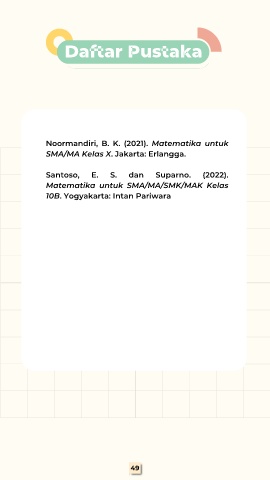 Daftar Pustaka
Noormandiri, B. K. (2021). Matematika untuk
SMA/MA Kelas X. Jakarta: Erlangga.
Santoso, E. S. dan Suparno. (2022).
Matematika untuk SMA/MA/SMK/MAK Kelas
10B. Yogyakarta: Intan Pariwara
49